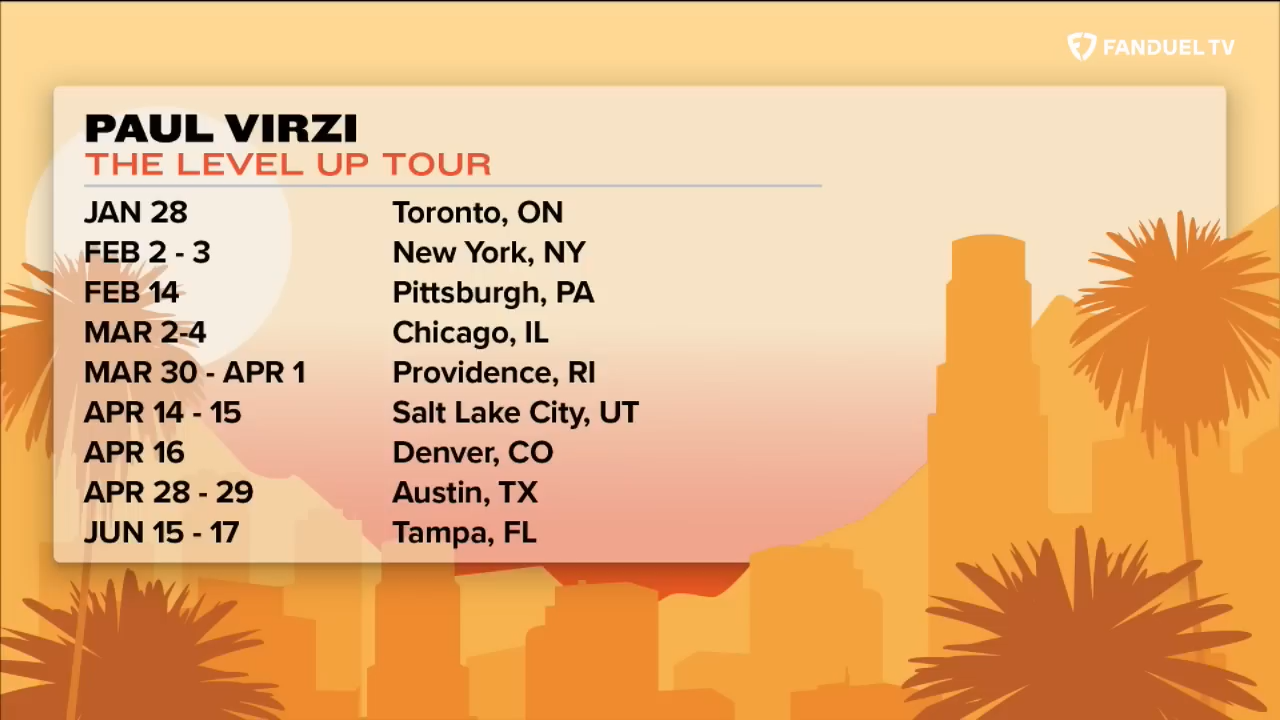 FANDUEL TV
PAUL VIRZI
THE LEVEL UP TOUR
JAN 28 Toronto, ON
FEB 2 - 3 New York, NY
FEB 14 Pittsburgh, PA
MAR 2-4 Chicago, IL
MAR 30 - APR 1 Providence, RI
APR 14 - 15 Salt Lake City, UT
APR 16 Denver, CO
APR 28 - 29 Austin, TX
JUN 15 - 17 Tampa, FL